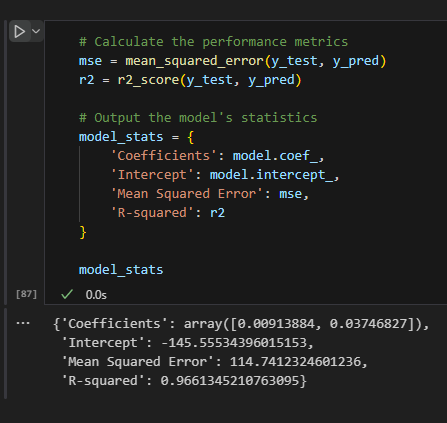 # Calculate the performance metrics
mse = mean_squared_error(y_test, y_pred)
r2 = r2_score(y_test, y_pred)
# Output the model's statistics
model_stats = {
'Coefficients': model.coef_,
'Intercept': model.intercept_,
'Mean Squared Error': mse,
'R-squared': r2
}
model_stats
[87]
0.0s
{'Coefficients': array([0.00913884, 0.03746827]),
'Intercept': -145.55534396015153,
'Mean Squared Error': 114.7412324601236,
'R-squared': 0.9661345210763095}